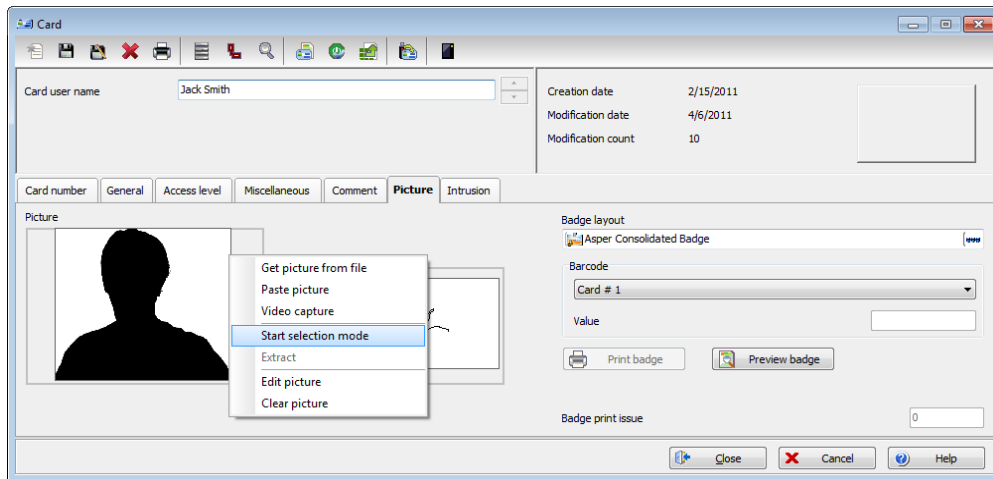 Card
Card user name
Jack Smith
Creation date 2/15/2011
Modification date 4/6/2011
Modification count 10
Card number General Access level Miscellaneous Comment Picture Intrusion
Picture
Get picture from file
Paste picture
Video capture
Start selection mode
Extract
Edit picture
Clear picture
Badge layout
Asper Consolidated Badge
Barcode
Card # 1
Value
Print badge Preview badge
Badge print issue 0
Close Cancel Help